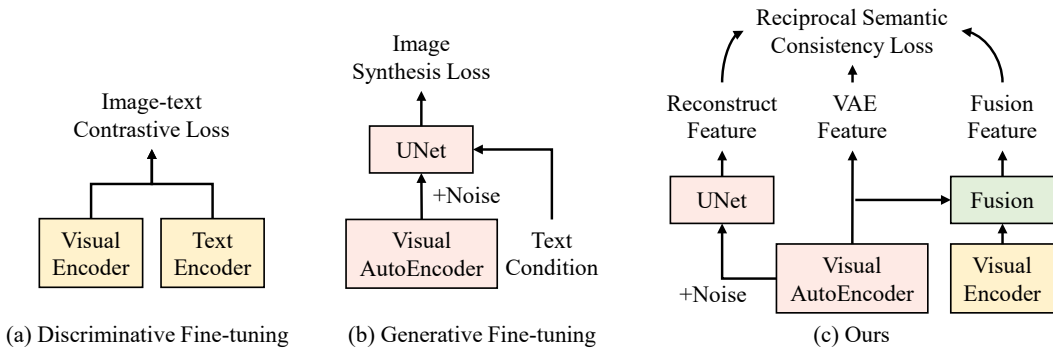 Image-text
Contrastive Loss
Visual
Encoder
Text
Encoder
(a) Discriminative Fine-tuning
Image
Synthesis Loss
UNet
+Noise
Visual
AutoEncoder
Text
Condition
(b) Generative Fine-tuning
Reciprocal Semantic
Consistency Loss
Reconstruct
Feature
VAE
Feature
Fusion
Feature
UNet
Fusion
+Noise
Visual
AutoEncoder
Visual
Encoder
(c) Ours